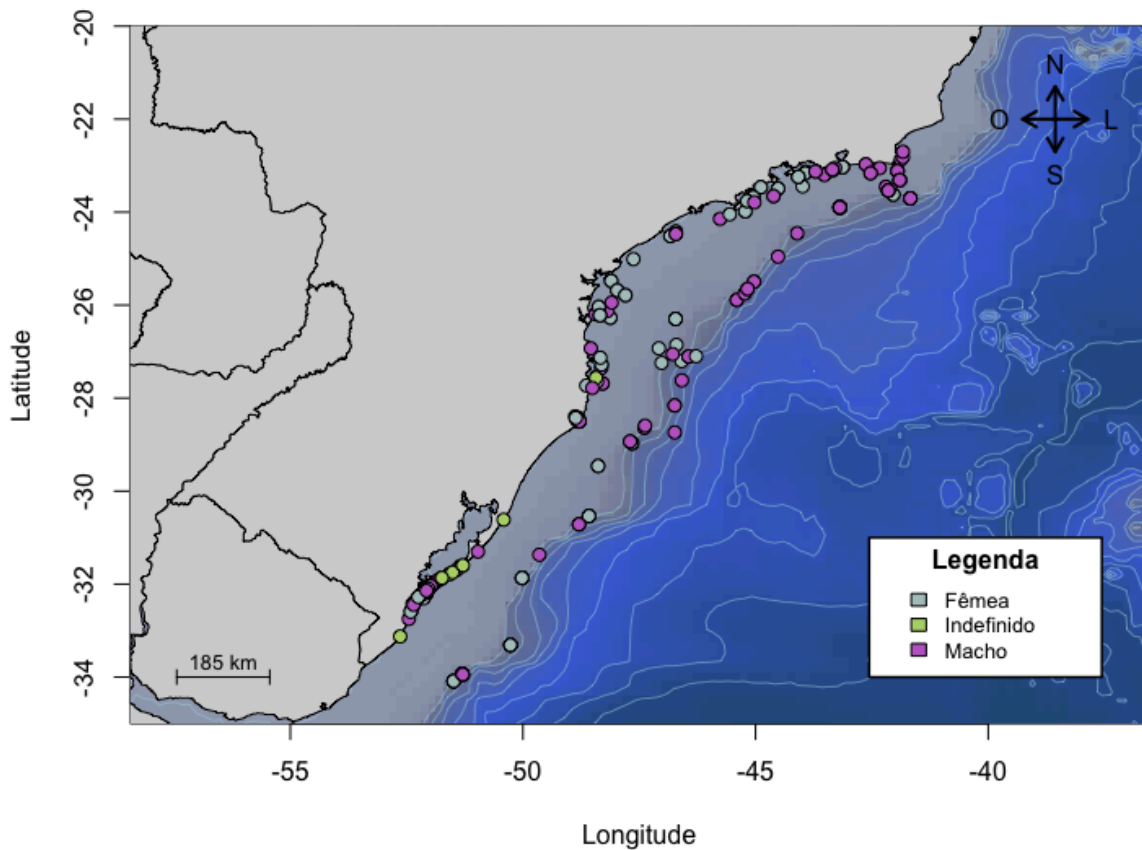 -20
-22
-24
-26
-28
-30
-32
-34
Latitude
N
O
L
S
Legenda
Fêmea
Indefinido
Macho
185 km
-55
-50
-45
-40
Longitude